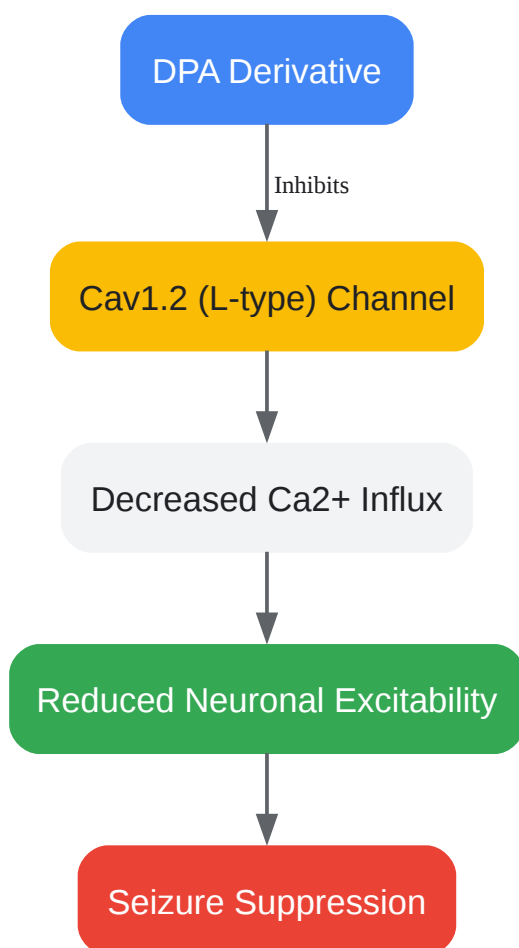 DPA Derivative
Inhibits
Cav1.2 (L-type) Channel
Decreased Ca2+ Influx
Reduced Neuronal Excitability
Seizure Suppression